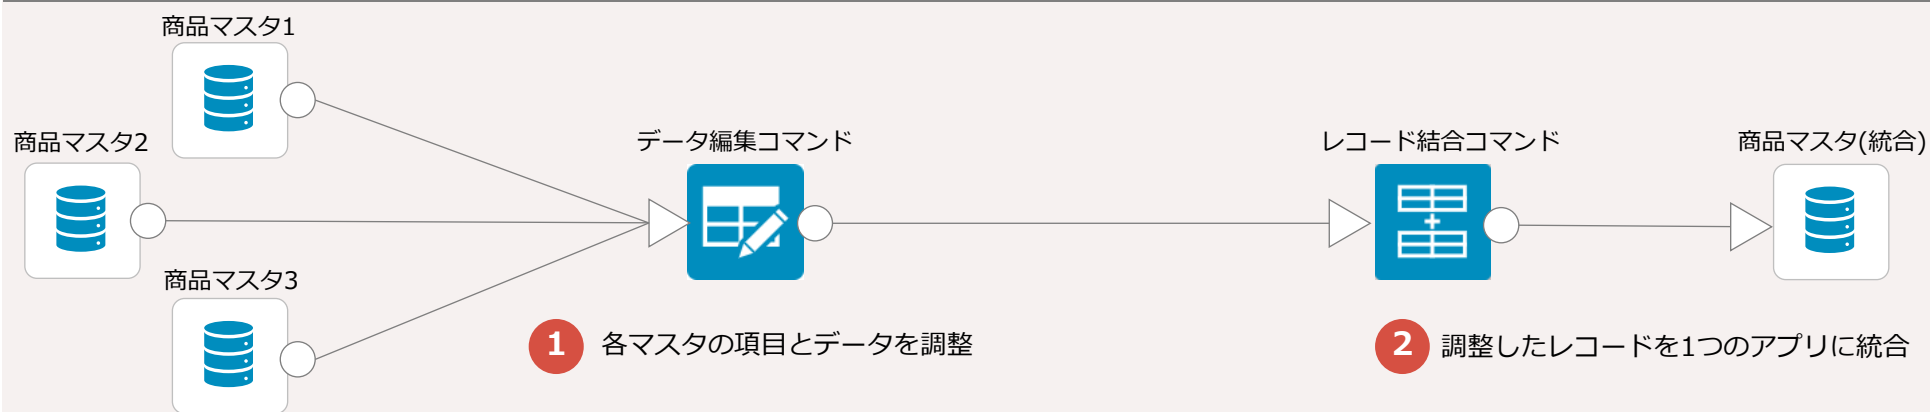 商品マスタ1
商品マスタ2
データ編集コマンド
レコード結合コマンド
商品マスタ(統合)
商品マスタ3
1 各マスタの項目とデータを調整
2 調整したレコードを1つのアプリに統合